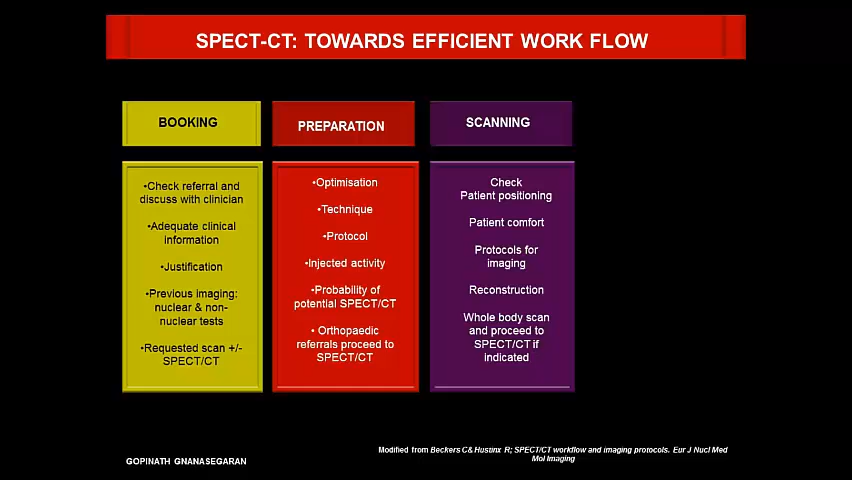 SPECT-CT: TOWARDS EFFICIENT WORK FLOW
BOOKING
•Check referral and
discuss with clinician
•Adequate clinical
information
•Justification
•Previous imaging:
nuclear & non-
nuclear tests
•Requested scan +/-
SPECT/CT
PREPARATION
•Optimisation
•Technique
•Protocol
•Injected activity
•Probability of
potential SPECT/CT
• Orthopaedic
referrals proceed to
SPECT/CT
SCANNING
Check
Patient positioning
Patient comfort
Protocols for
imaging
Reconstruction
Whole body scan
and proceed to
SPECT/CT if
indicated
Modified from Beckers C& Hustinx R; SPECT/CT workflow and imaging protocols. Eur J Nucl Med
Mol Imaging
GOPINATH GNANASEGARAN